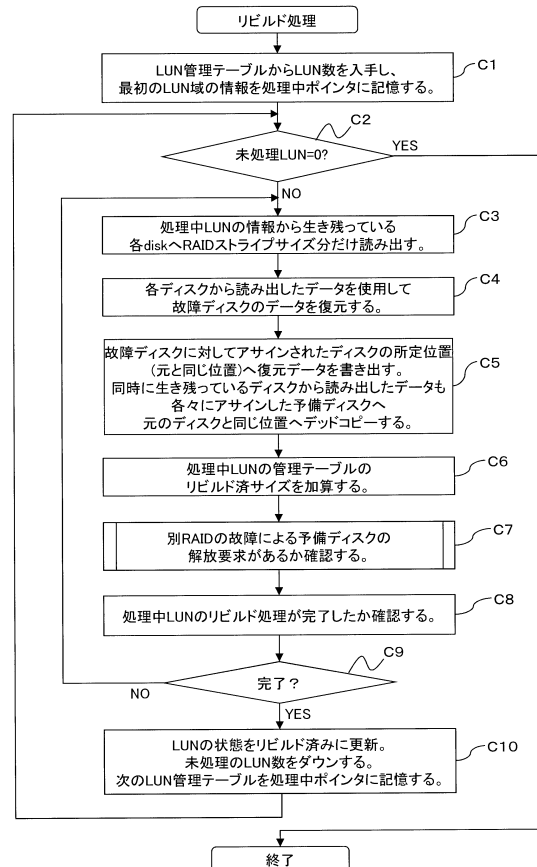 リビルド処理
LUN管理テーブルからLUN数を入手し、
最初のLUN域の情報を処理中ポインタに記憶する。
C1
C2
未処理LUN=0?
YES
NO
処理中LUNの情報から生き残っている
各diskへRAIDストライプサイズ分だけ読み出す。
C3
各ディスクから読み出したデータを使用して
故障ディスクのデータを復元する。
C4
故障ディスクに対してアサインされたディスクの所定位置
(元と同じ位置)へ復元データを書き出す。
同時に生き残っているディスクから読み出したデータも
各々にアサインした予備ディスクへ
元のディスクと同じ位置へデッドコピーする。
C5
処理中LUNの管理テーブルの
リビルド済サイズを加算する。
C6
別RAIDの故障による予備ディスクの
解放要求があるか確認する。
C7
処理中LUNのリビルド処理が完了したか確認する。
C8
C9
完了?
NO
YES
LUNの状態をリビルド済みに更新。
未処理のLUN数をダウンする。
次のLUN管理テーブルを処理中ポインタに記憶する。
C10
終了